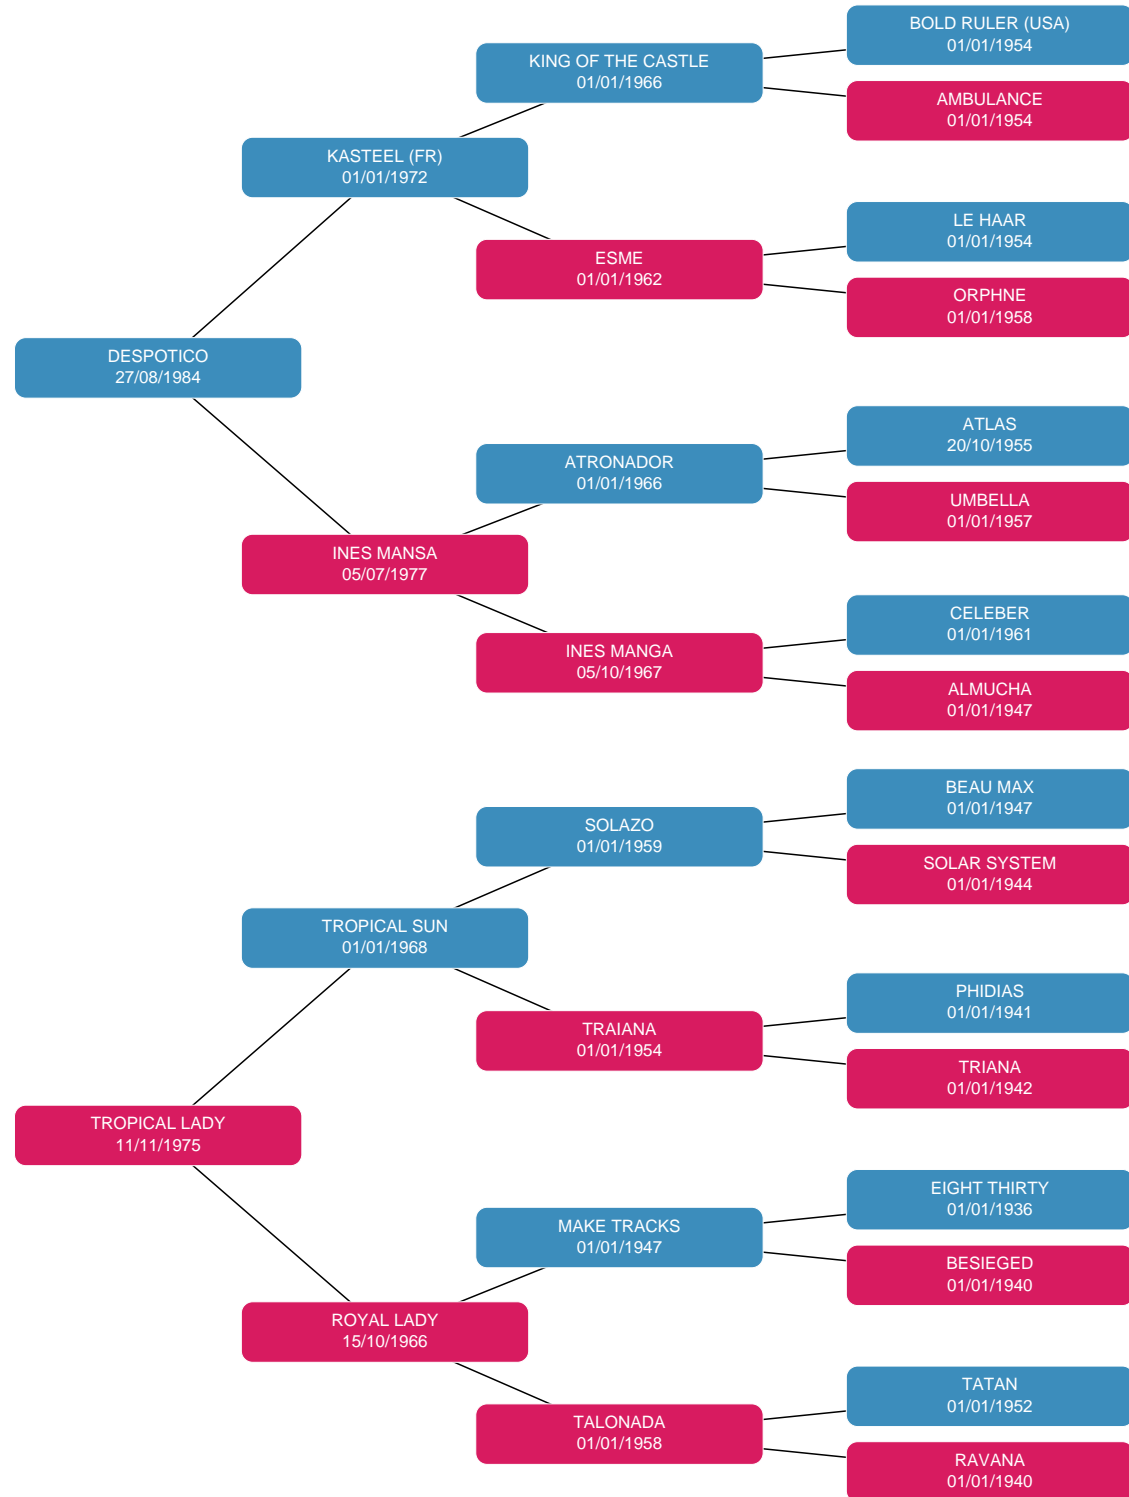 BOLD RULER (USA)
01/01/1954
KING OF THE CASTLE
01/01/1966
AMBULANCE
01/01/1954
KASTEEL (FR)
01/01/1972
LE HAAR
01/01/1954
ESME
01/01/1962
ORPHNE
01/01/1958
DESPOTICO
27/08/1984
ATLAS
20/10/1955
ATRONADOR
01/01/1966
UMBELLA
01/01/1957
INES MANSA
05/07/1977
CELEBER
01/01/1961
INES MANGA
05/10/1967
ALMUCHA
01/01/1947
BEAU MAX
01/01/1947
SOLAZO
01/01/1959
SOLAR SYSTEM
01/01/1944
TROPICAL SUN
01/01/1968
PHIDIAS
01/01/1941
TRAIANA
01/01/1954
TRIANA
01/01/1942
TROPICAL LADY
11/11/1975
EIGHT THIRTY
01/01/1936
MAKE TRACKS
01/01/1947
BESIEGED
01/01/1940
ROYAL LADY
15/10/1966
TATAN
01/01/1952
TALONADA
01/01/1958
RAVANA
01/01/1940